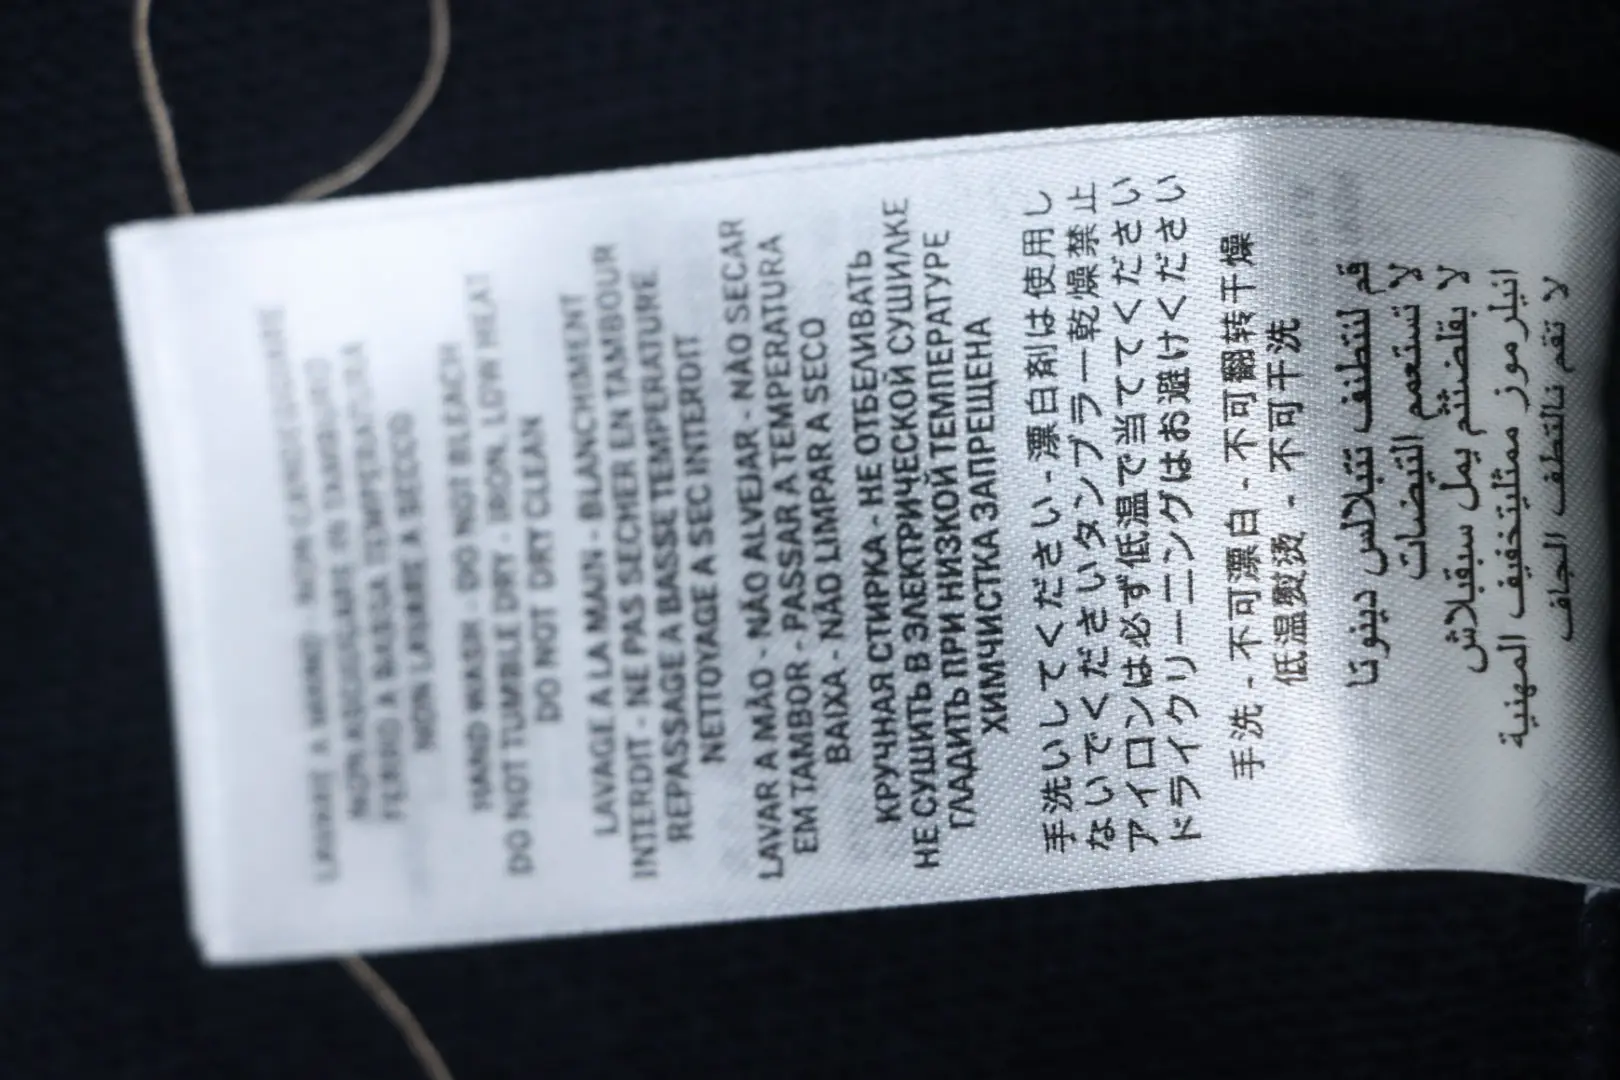 LAVARE A MANO - NON CANDEGGIARE
NON ASCIUGARE IN TAMBURO
FERRO A BASSA TEMPERATURA
NON LAVARE A SECCO
HAND WASH - DO NOT BLEACH
DO NOT TUMBLE DRY - IRON, LOW HEAT
DO NOT DRY CLEAN
LAVAGE A LA MAIN - BLANCHIMENT
INTERDIT - NE PAS SECHER EN TAMBOUR
REPASSAGE A BASSE TEMPERATURE
NETTOYAGE A SEC INTERDIT
LAVAR A MÃO - NÃO ALVEJAR - NÃO SECAR
EM TAMBOR - PASSAR A TEMPERATURA
BAIXA - NÃO LIMPAR A SECO
КРУЧНАЯ СТИРКА - НЕ ОТБЕЛИВАТЬ
НЕ СУШИТЬ В ЭЛЕКТРИЧЕСКОЙ СУШИЛКЕ
ГЛАДИТЬ ПРИ НИЗКОЙ ТЕМПЕРАТУРЕ
ХИМЧИСТКА ЗАПРЕЩЕНА
手洗いしてください - 漂白剤は使用し
ないでくださいタンブラー乾燥禁止
アイロンは必ず低温で当ててください
ドライクリーニングはお避けください
手洗 - 不可漂白 - 不可翻转干燥
低温熨烫 - 不可干洗
لا تستعمم
المهنية